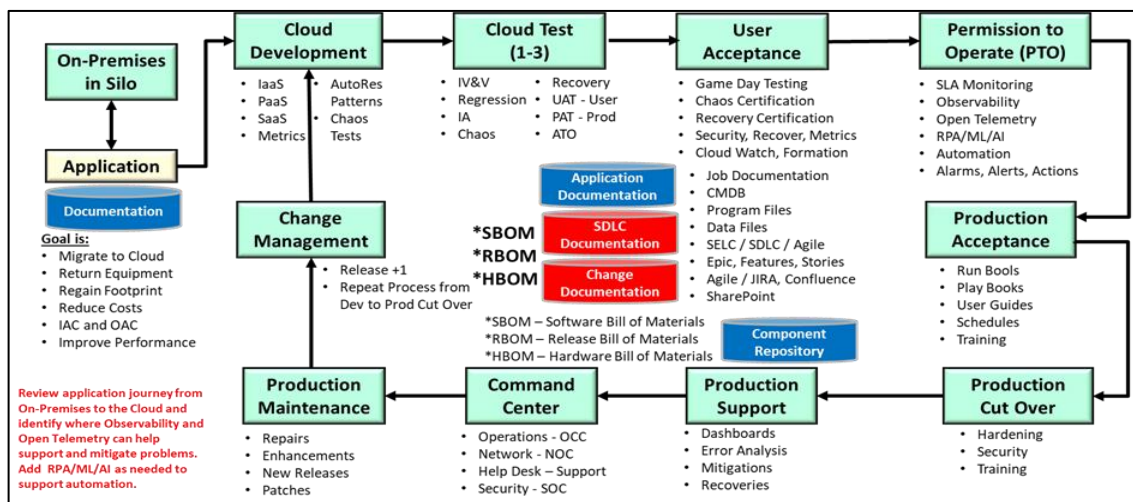 On-Premises
in Silo
Application
Documentation
Goal is:
• Migrate to Cloud
• Return Equipment
• Regain Footprint
• Reduce Costs
• IAC and OAC
• Improve Performance
Review application journey from
On-Premises to the Cloud and
identify where Observability and
Open Telemetry can help
support and mitigate problems.
Add RPA/ML/AI as needed to
support automation.
Cloud
Development
• IaaS
• PaaS
• SaaS
• Metrics
• AutoRes
Patterns
• Chaos
Tests
Cloud Test
(1-3)
• IV&V
• Regression
• IA
• Chaos
• Recovery
• UAT - User
• PAT - Prod
• ATO
User
Acceptance
• Game Day Testing
• Chaos Certification
• Recovery Certification
• Security, Recover, Metrics
• Cloud Watch, Formation
Permission to
Operate (PTO)
• SLA Monitoring
• Observability
• Open Telemetry
• RPA/ML/AI
• Automation
• Alarms, Alerts, Actions
Change
Management
• Release +1
• Repeat Process from
Dev to Prod Cut Over
*SBOM
*RBOM
*HBOM
Application
Documentation
SDLC
Documentation
Change
Documentation
• Job Documentation
• CMDB
• Program Files
• Data Files
• SELC / SDLC / Agile
• Epic, Features, Stories
• Agile / JIRA, Confluence
• SharePoint
*SBOM – Software Bill of Materials
*RBOM – Release Bill of Materials
*HBOM – Hardware Bill of Materials
Component
Repository
Production
Acceptance
• Run Bools
• Play Books
• User Guides
• Schedules
• Training
Production
Maintenance
• Repairs
• Enhancements
• New Releases
• Patches
Command
Center
• Operations - OCC
• Network - NOC
• Help Desk – Support
• Security - SOC
Production
Support
• Dashboards
• Error Analysis
• Mitigations
• Recoveries
Production
Cut Over
• Hardening
• Security
• Training